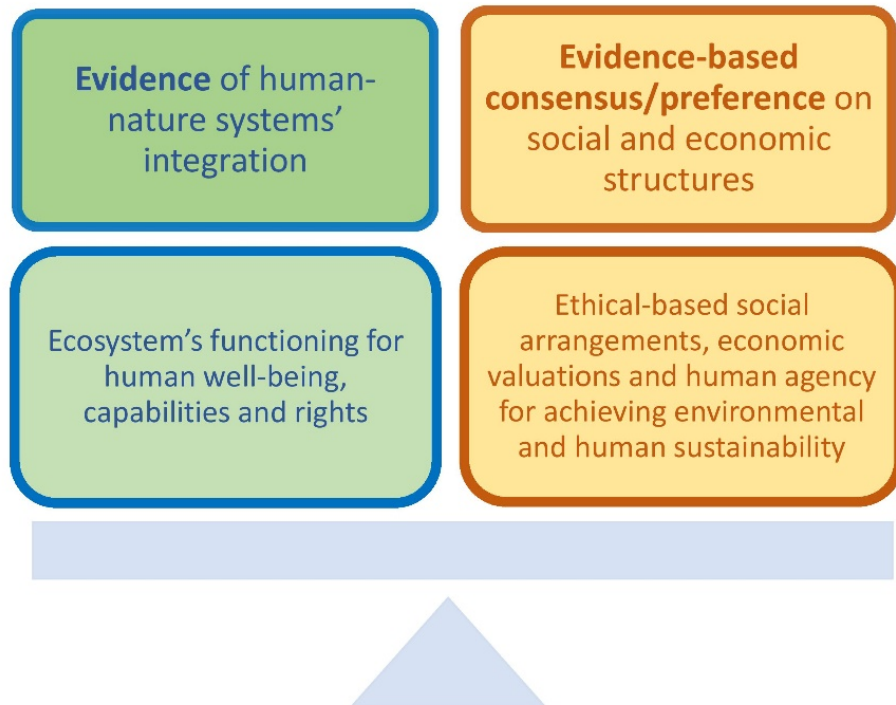 Evidence of human-
nature systems’
integration
Evidence-based
consensus/preference on
social and economic
structures
Ecosystem’s functioning for
human well-being,
capabilities and rights
Ethical-based social
arrangements, economic
valuations and human agency
for achieving environmental
and human sustainability